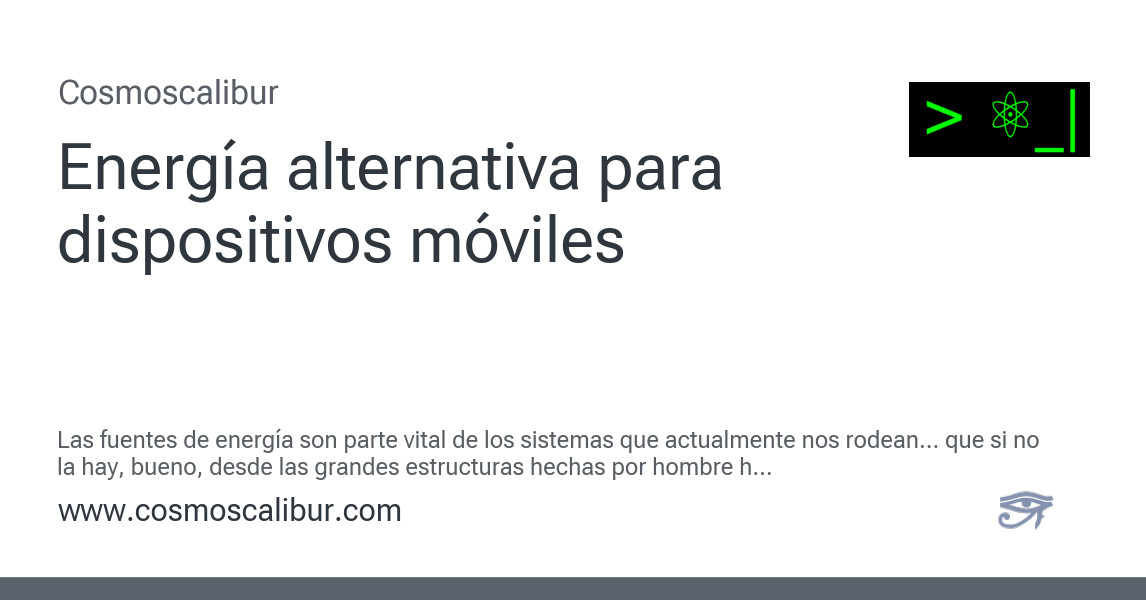 Cosmoscalibur
Energía alternativa para
dispositivos móviles
Las fuentes de energía son parte vital de los sistemas que actualmente nos rodean... que si no
la hay, bueno, desde las grandes estructuras hechas por hombre h...
www.cosmoscalibur.com